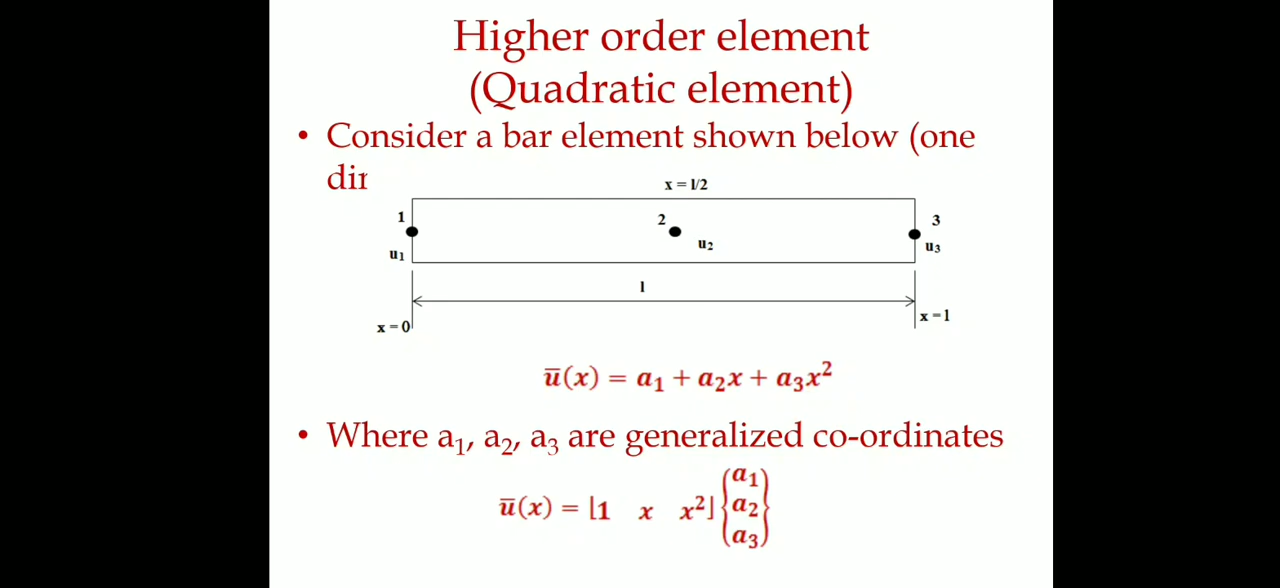 Higher order element
(Quadratic element)
• Consider a bar element shown below (one
x = l/2
1
2
3
u₁
u₂
u₃
l
x = 0
x = l
ū(x) = a₁ + a₂x + a₃x²
• Where a₁, a₂, a₃ are generalized co-ordinates
ū(x) = ⌊1 x x²⌋ {a₁ a₂ a₃}